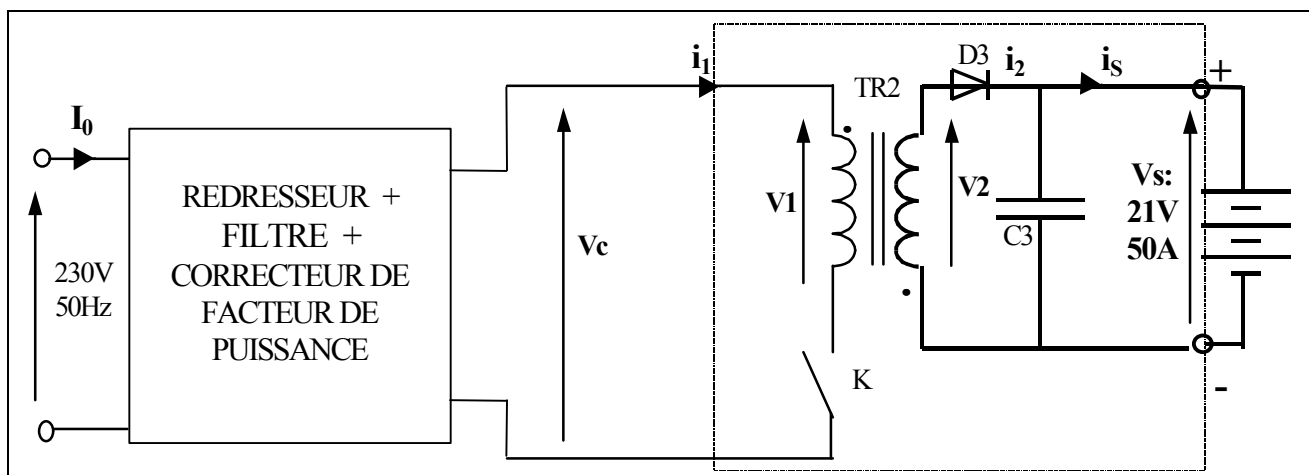 I0
230V
50Hz
REDRESSEUR +
FILTRE +
CORRECTEUR DE
FACTEUR DE
PUISSANCE
Vc
i1
V1
K
TR2
V2
D3
i2
C3
iS
+
Vs:
21V
50A
-